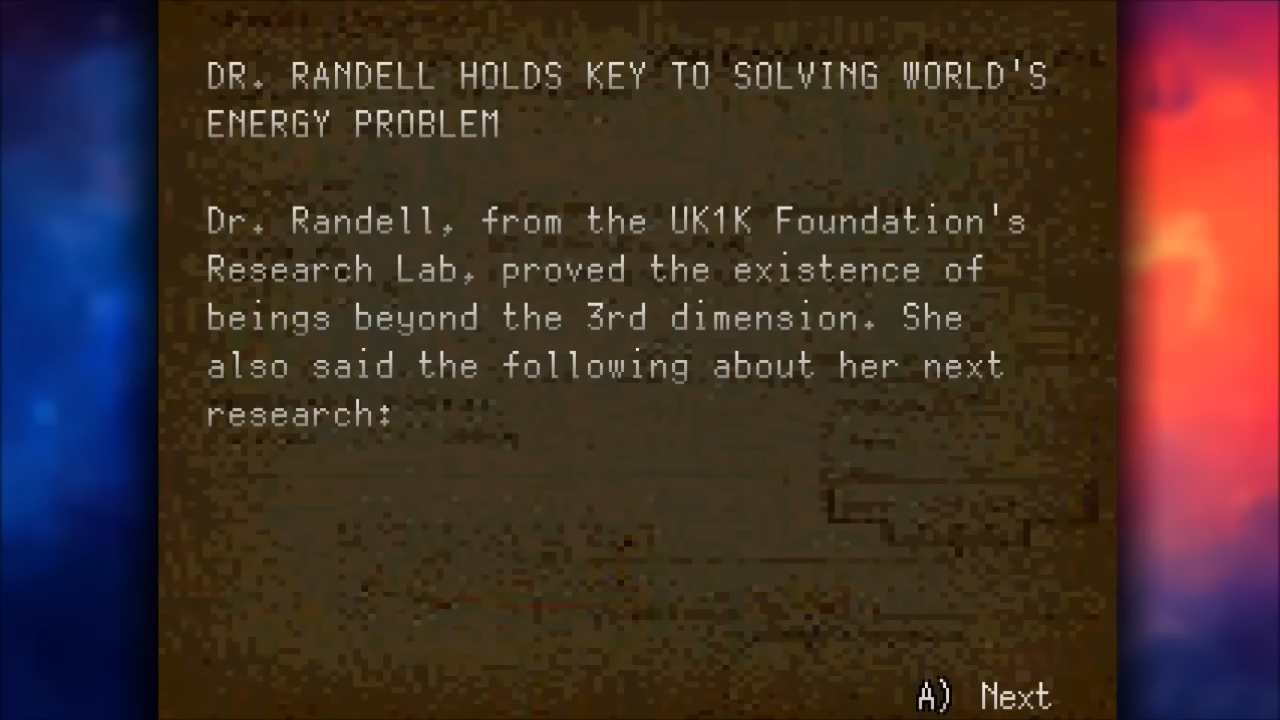 DR. RANDELL HOLDS KEY TO SOLVING WORLD'S
ENERGY PROBLEM
Dr. Randell, from the UK1K Foundation's
Research Lab, proved the existence of
beings beyond the 3rd dimension. She
also said the following about her next
research:
A) Next